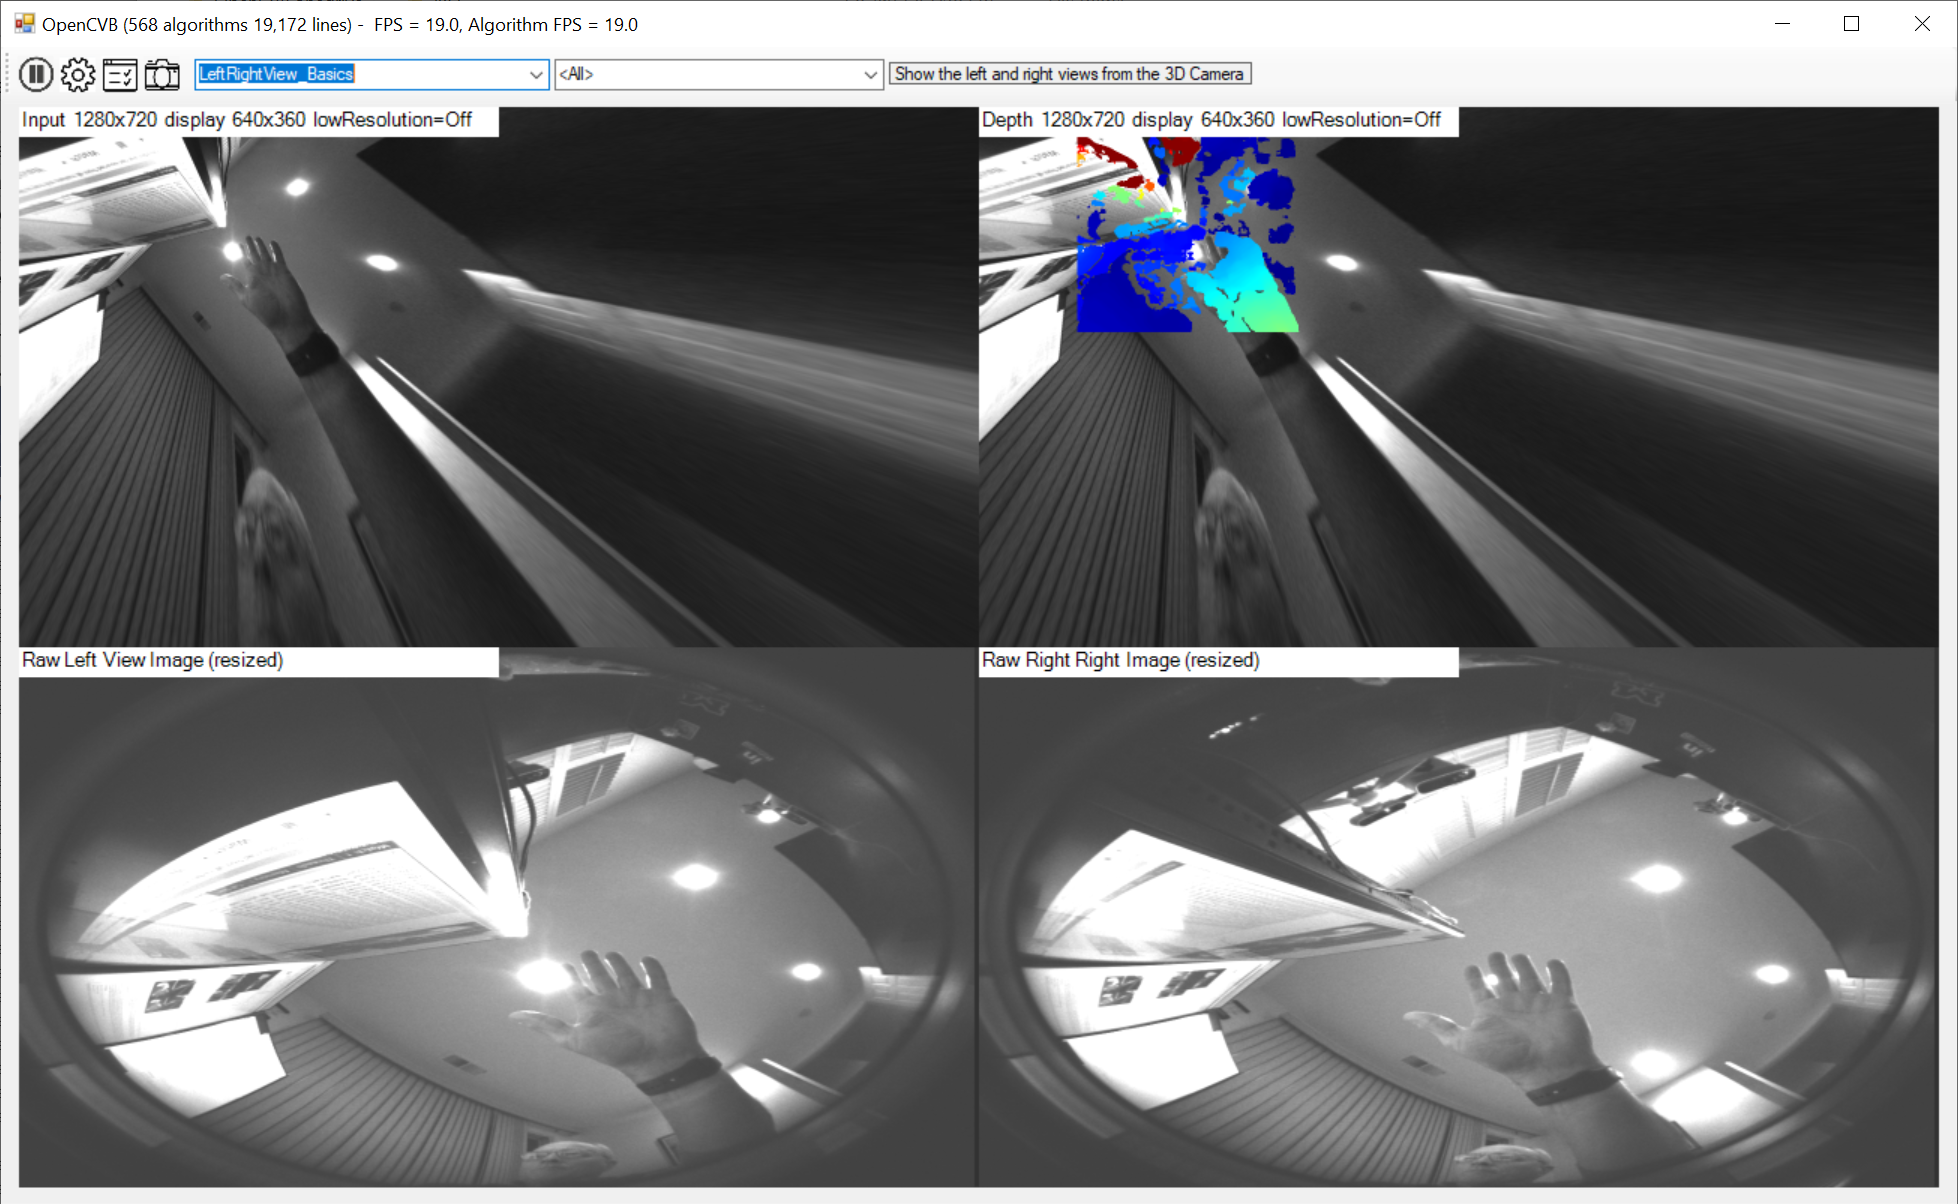 OpenCVB (568 algorithms 19,172 lines) -  FPS = 19.0, Algorithm FPS = 19.0
LeftRightView_Basics <All> Show the left and right views from the 3D Camera
Input 1280x720 display 640x360 lowResolution=Off
Depth 1280x720 display 640x360 lowResolution=Off
Raw Left View Image (resized)
Raw Right Right Image (resized)